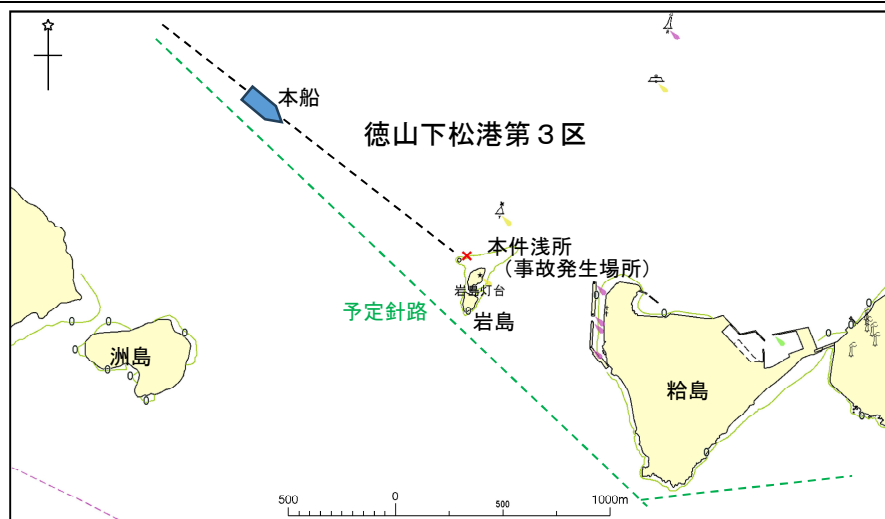 本船
徳山下松港第３区
本件浅所
（事故発生場所）
岩島灯台
予定針路
岩島
洲島
粭島
500
0
500
1000m